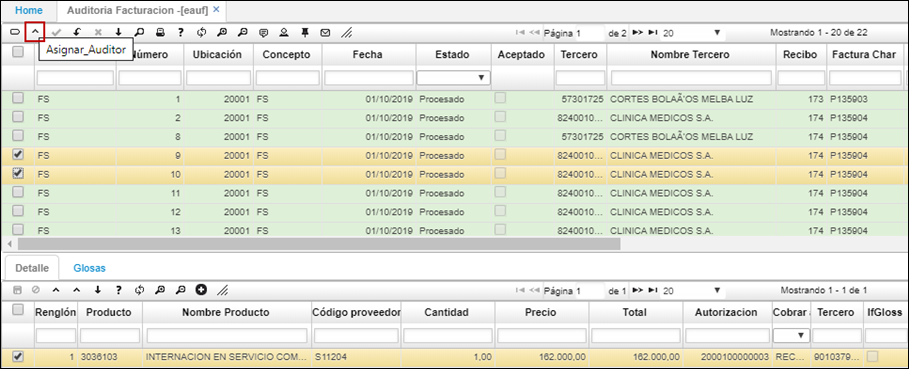 Home Auditoria Facturacion -[eauf] ×
Página 1 de 2 20 Mostrando 1 - 20 de 22
Asignar_Auditor
Número Ubicación Concepto Fecha Estado Aceptado Tercero Nombre Tercero Recibo Factura Char
FS 1 20001 FS 01/10/2019 Procesado 57301725 CORTES BOLAÃ'OS MELBA LUZ 173 P135903
FS 2 20001 FS 01/10/2019 Procesado 8240010... CLINICA MEDICOS S.A. 174 P135904
FS 8 20001 FS 01/10/2019 Procesado 57301725 CORTES BOLAÃ'OS MELBA LUZ 174 P135904
FS 9 20001 FS 01/10/2019 Procesado 8240010... CLINICA MEDICOS S.A. 174 P135904
FS 10 20001 FS 01/10/2019 Procesado 8240010... CLINICA MEDICOS S.A. 174 P135904
FS 11 20001 FS 01/10/2019 Procesado 8240010... CLINICA MEDICOS S.A. 174 P135904
FS 12 20001 FS 01/10/2019 Procesado 8240010... CLINICA MEDICOS S.A. 174 P135904
FS 13 20001 FS 01/10/2019 Procesado 8240010... CLINICA MEDICOS S.A. 174 P135904
Detalle Glosas
Página 1 de 1 20 Mostrando 1 - 1 de 1
Renglón Producto Nombre Producto Código proveedor Cantidad Precio Total Autorizacion Cobrar Tercero IfGloss
1 3036103 INTERNACION EN SERVICIO COM... S11204 1,00 162.000,00 162.000,00 2000100000003 REC... 9010379...